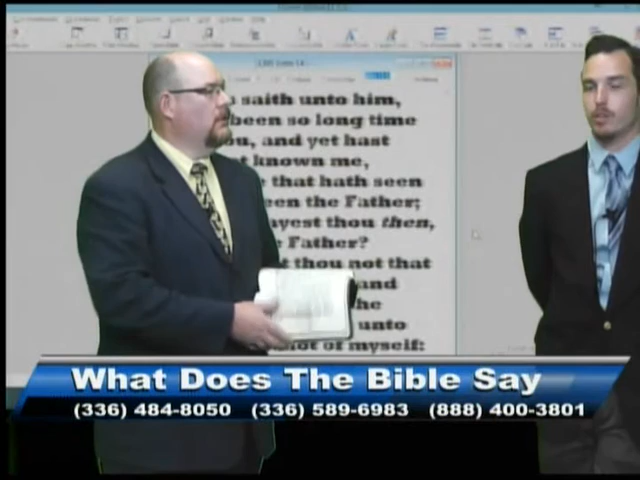 saith unto him,
been so long time
ou, and yet hast
t known me,
that hath seen
een the Father;
ayest thou then,
Father?
t thou not that
and
he
unto
not of myself:
What Does The Bible Say
(336) 484-8050 (336) 589-6983 (888) 400-3801